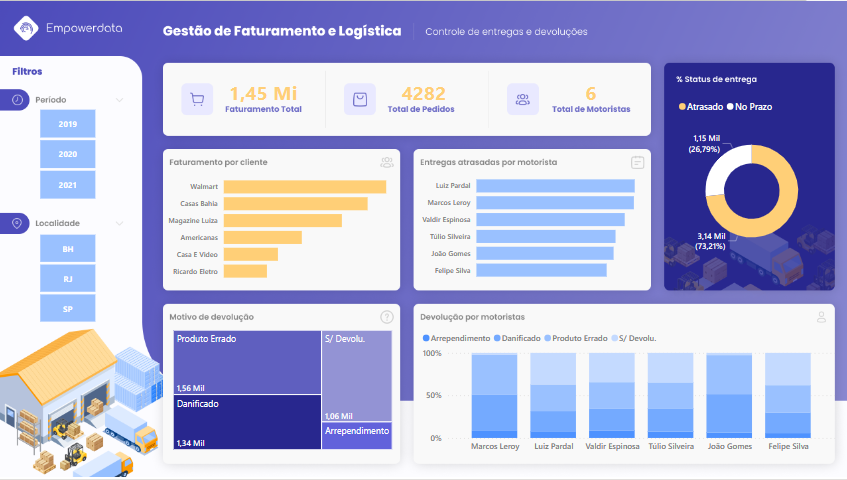 Empowerdata
Gestão de Faturamento e Logística
Controle de entregas e devoluções
Filtros
Período
2019
2020
2021
Localidade
BH
RJ
SP
1,45 Mi
Faturamento Total
4282
Total de Pedidos
6
Total de Motoristas
% Status de entrega
Atrasado No Prazo
1,15 Mil
(26,79%)
3,14 Mil
(73,21%)
Faturamento por cliente
Walmart
Casas Bahia
Magazine Luiza
Americanas
Casa E Video
Ricardo Eletro
Entregas atrasadas por motorista
Luiz Pardal
Marcos Leroy
Valdir Espinosa
Túlio Silveira
João Gomes
Felipe Silva
Motivo de devolução
?
Produto Errado
1,56 Mil
Danificado
1,34 Mil
S/ Devolu.
1,06 Mil
Arrependimento
Devolução por motoristas
Arrependimento Danificado Produto Errado S/ Devolu.
100%
50%
0%
Marcos Leroy Luiz Pardal Valdir Espinosa Túlio Silveira João Gomes Felipe Silva